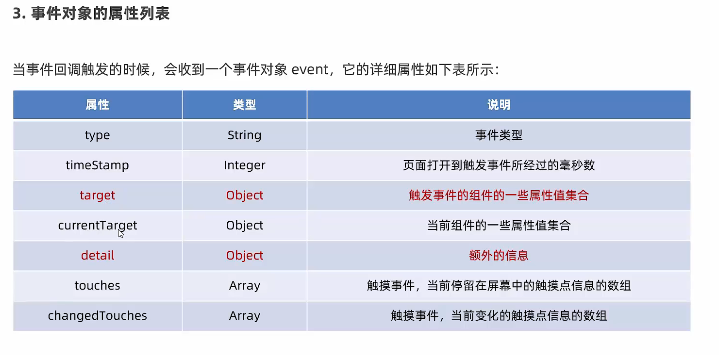 3. 事件对象的属性列表
当事件回调触发的时候，会收到一个事件对象 event，它的详细属性如下表所示：
属性 类型 说明
type String 事件类型
timeStamp Integer 页面打开到触发事件所经过的毫秒数
target Object 触发事件的组件的一些属性值集合
currentTarget Object 当前组件的一些属性值集合
detail Object 额外的信息
touches Array 触摸事件，当前停留在屏幕中的触摸点信息的数组
changedTouches Array 触摸事件，当前变化的触摸点信息的数组